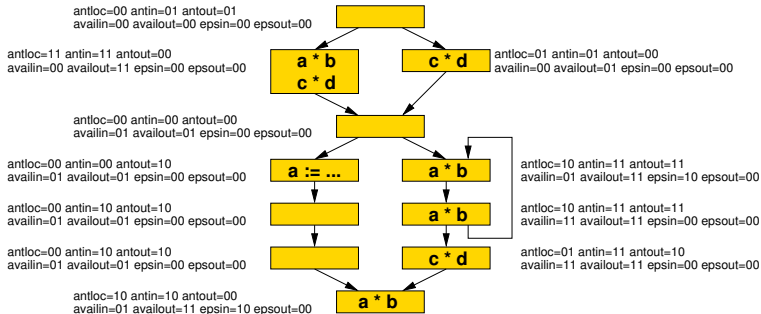 antloc=00 antin=01 antout=01
availin=00 availout=00 epsin=00 epsout=00
antloc=11 antin=11 antout=00
availin=00 availout=11 epsin=00 epsout=00
a * b
c * d
c * d
antloc=01 antin=01 antout=00
availin=00 availout=01 epsin=00 epsout=00
antloc=00 antin=00 antout=00
availin=01 availout=01 epsin=00 epsout=00
antloc=00 antin=00 antout=10
availin=01 availout=01 epsin=00 epsout=00
a := ...
a * b
antloc=10 antin=11 antout=11
availin=01 availout=11 epsin=10 epsout=00
antloc=00 antin=10 antout=10
availin=01 availout=01 epsin=00 epsout=00
a * b
antloc=10 antin=11 antout=11
availin=11 availout=11 epsin=00 epsout=00
antloc=00 antin=10 antout=10
availin=01 availout=01 epsin=00 epsout=00
c * d
antloc=01 antin=11 antout=10
availin=11 availout=11 epsin=00 epsout=00
antloc=10 antin=10 antout=00
availin=01 availout=11 epsin=10 epsout=00
a * b